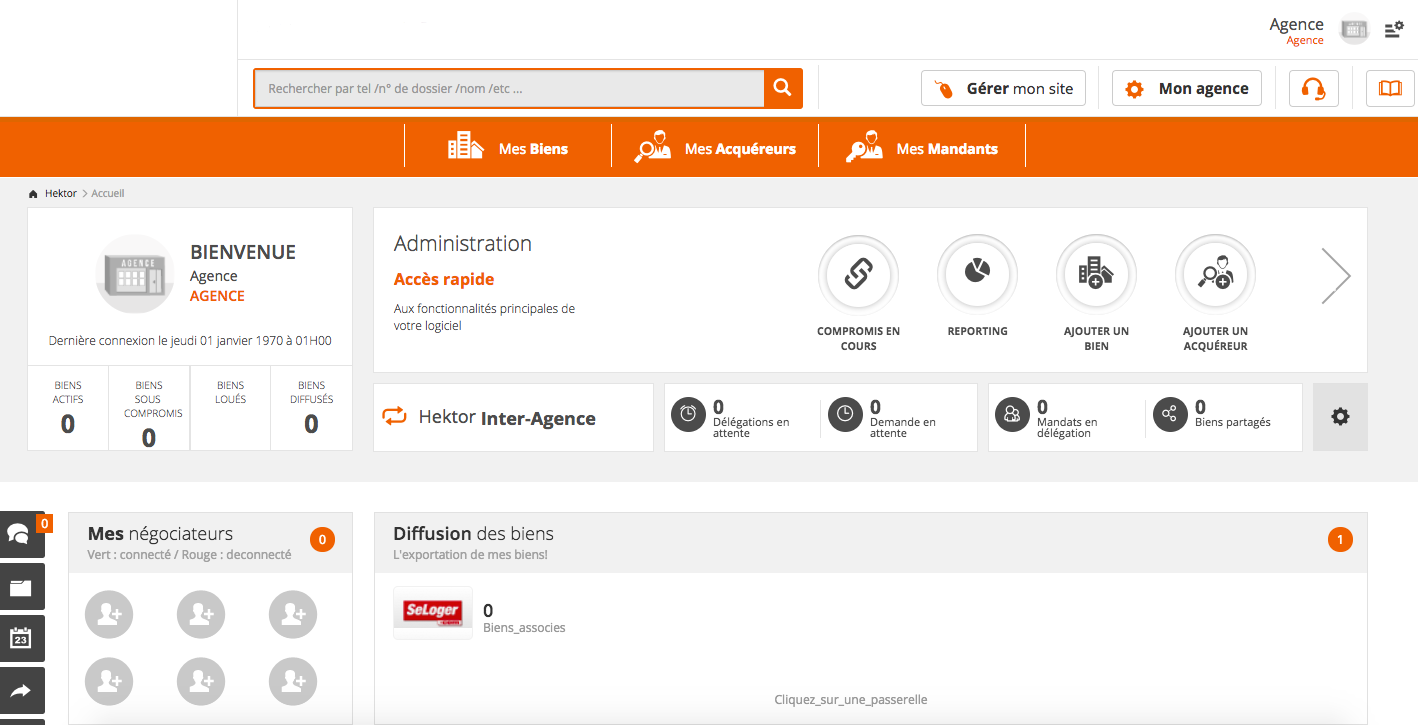 Agence
Agence
Rechercher par tel /n° de dossier /nom /etc ...
Gérer mon site
Mon agence
Mes Biens
Mes Acquéreurs
Mes Mandants
Hektor > Accueil
AGENCE
BIENVENUE
Agence
AGENCE
Dernière connexion le jeudi 01 janvier 1970 à 01H00
BIENS
ACTIFS
0
BIENS
SOUS
COMPROMIS
0
BIENS
LOUÉS
BIENS
DIFFUSÉS
0
Administration
Accès rapide
Aux fonctionnalités principales de
votre logiciel
COMPROMIS EN
COURS
REPORTING
AJOUTER UN
BIEN
AJOUTER UN
ACQUÉREUR
Hektor Inter-Agence
0
Délégations en
attente
0
Demande en
attente
0
Mandats en
délégation
0
Biens partagés
0
23
Mes négociateurs
Vert : connecté / Rouge : deconnecté
0
Diffusion des biens
L'exportation de mes biens!
1
SeLoger
.com
0
Biens_associes
Cliquez_sur_une_passerelle